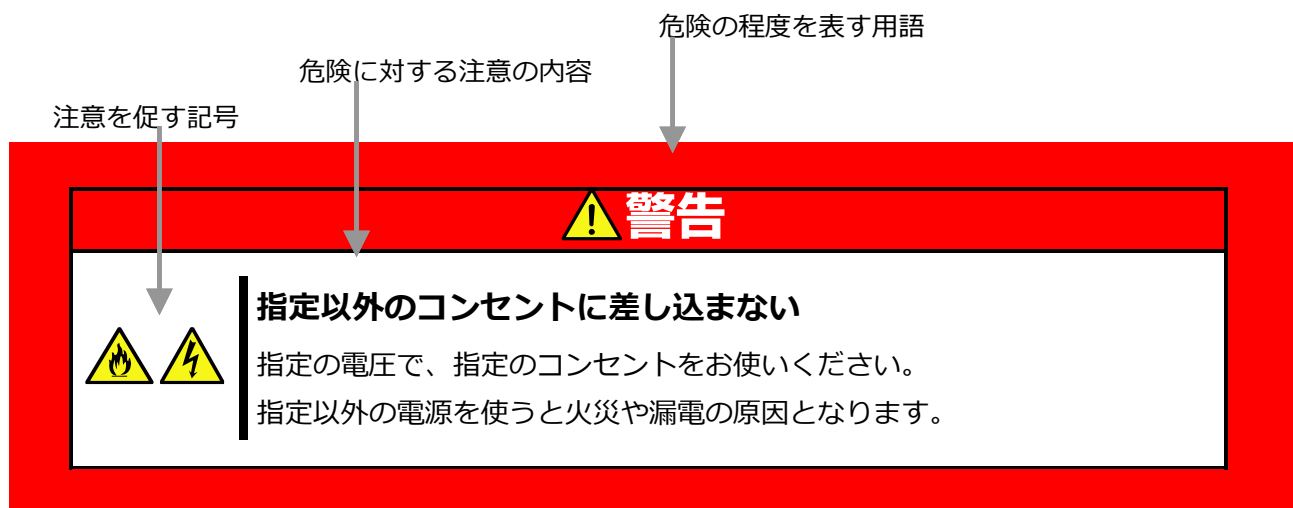 危険の程度を表す用語
危険に対する注意の内容
注意を促す記号
警告
指定以外のコンセントに差し込まない
指定の電圧で、指定のコンセントをお使いください。
指定以外の電源を使うと火災や漏電の原因となります。